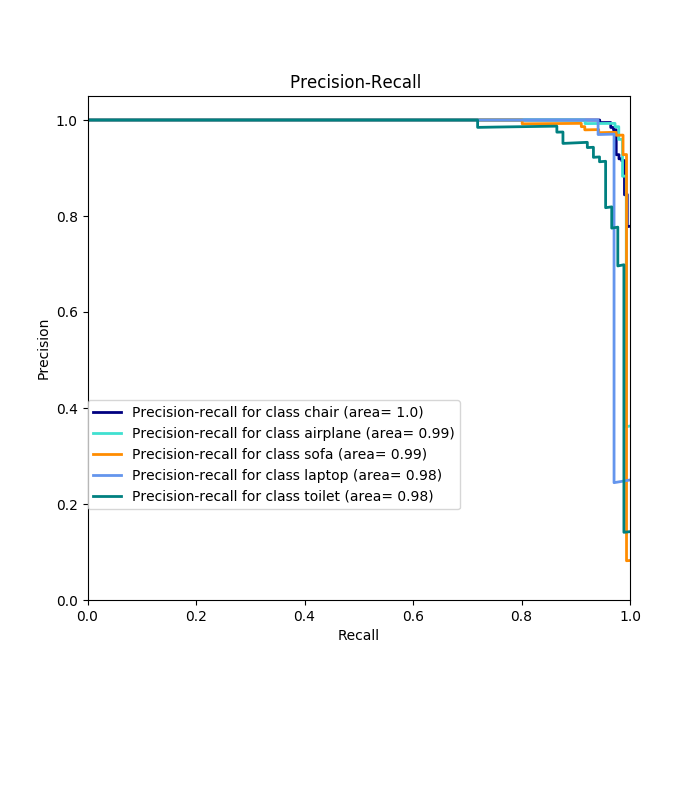 Precision-Recall
1.0
0.8
0.6
0.4
0.2
0.0
Precision
Precision-recall for class chair (area= 1.0)
Precision-recall for class airplane (area= 0.99)
Precision-recall for class sofa (area= 0.99)
Precision-recall for class laptop (area= 0.98)
Precision-recall for class toilet (area= 0.98)
0.0 0.2 0.4 0.6 0.8 1.0
Recall